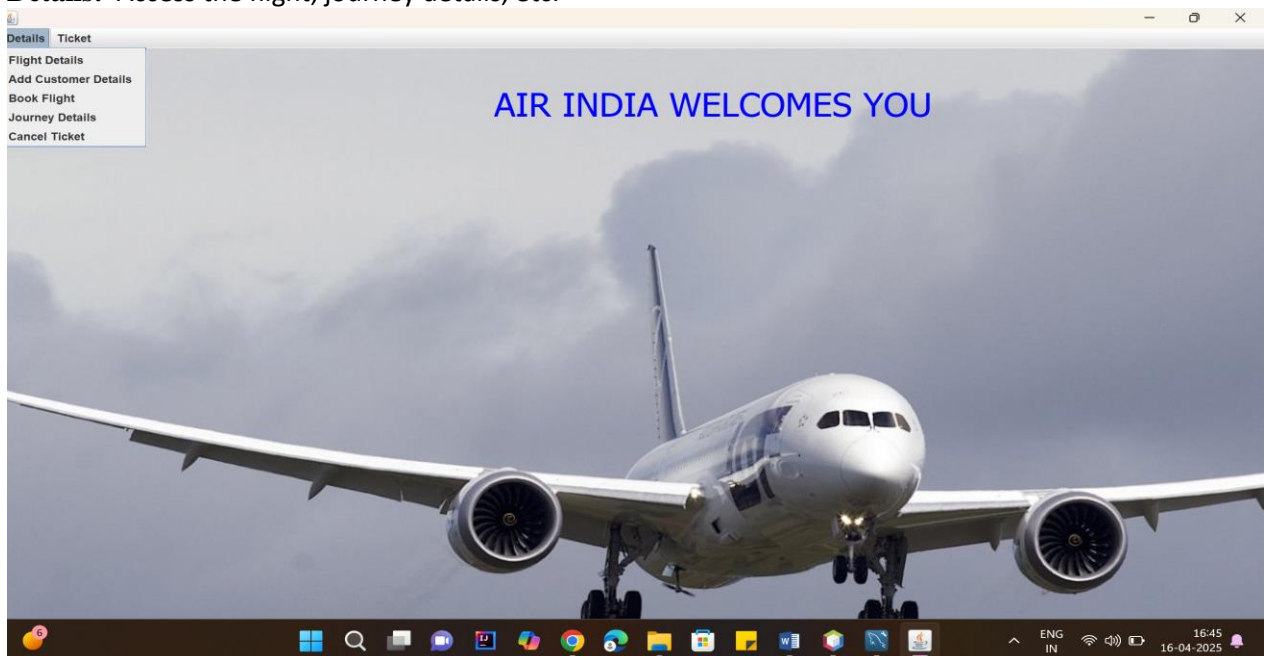 Details: Access the flight, journey details, etc.
Details Ticket
Flight Details
Add Customer Details
Book Flight
Journey Details
Cancel Ticket
AIR INDIA WELCOMES YOU
6
ENG
IN
16:45
16-04-2025